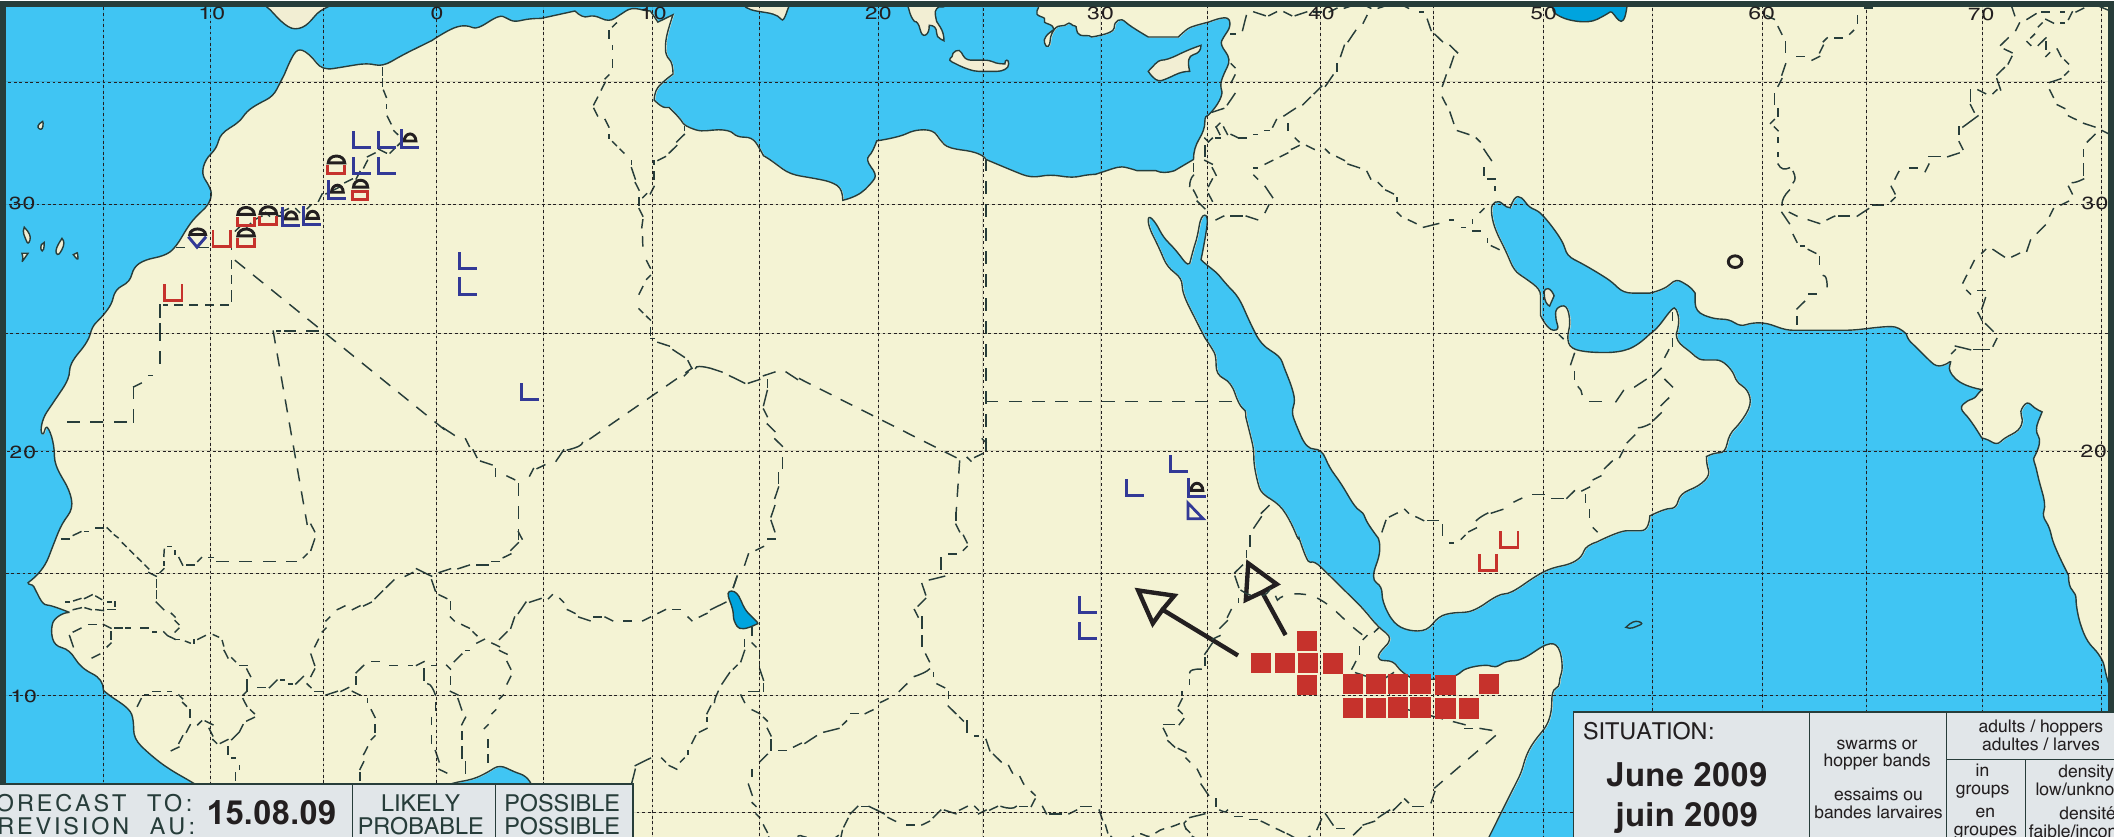 10 0 10 20 30 40 50 60 70
30 30
20 20
10
SITUATION:
June 2009
juin 2009
swarms or
hopper bands
essaims ou
bandes larvaires
adults / hoppers
adultes / larves
in
groups
en
groupes
density
low/unkno
densité
faible/incor
ORECAST TO:
REVISION AU:
15.08.09
LIKELY
PROBABLE
POSSIBLE
POSSIBLE